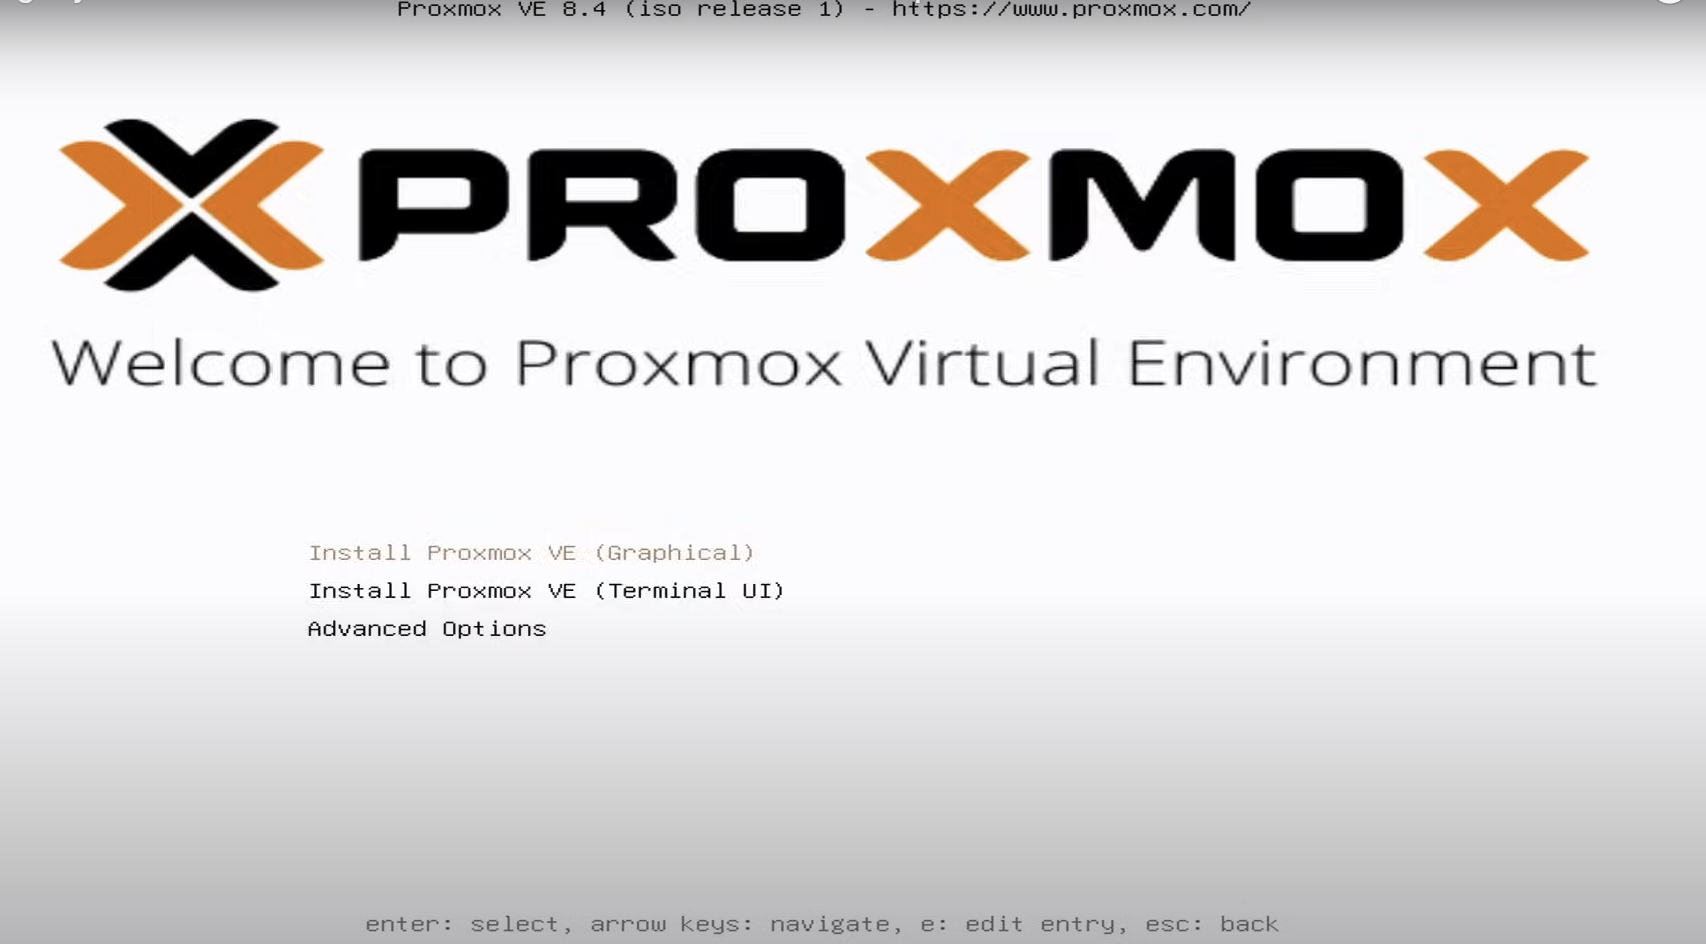 Proxmox VE 8.4 (iso release 1) - https://www.proxmox.com/
PROXMOX
Welcome to Proxmox Virtual Environment
Install Proxmox VE (Graphical)
Install Proxmox VE (Terminal UI)
Advanced Options
enter: select, arrow keys: navigate, e: edit entry, esc: back